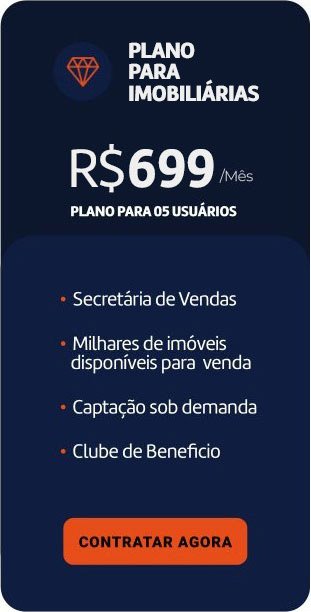 PLANO
PARA
IMOBILIÁRIAS
R$699 /Mês
PLANO PARA 05 USUÁRIOS
• Secretária de Vendas
• Milhares de imóveis
disponíveis para venda
• Captação sob demanda
• Clube de Beneficio
CONTRATAR AGORA